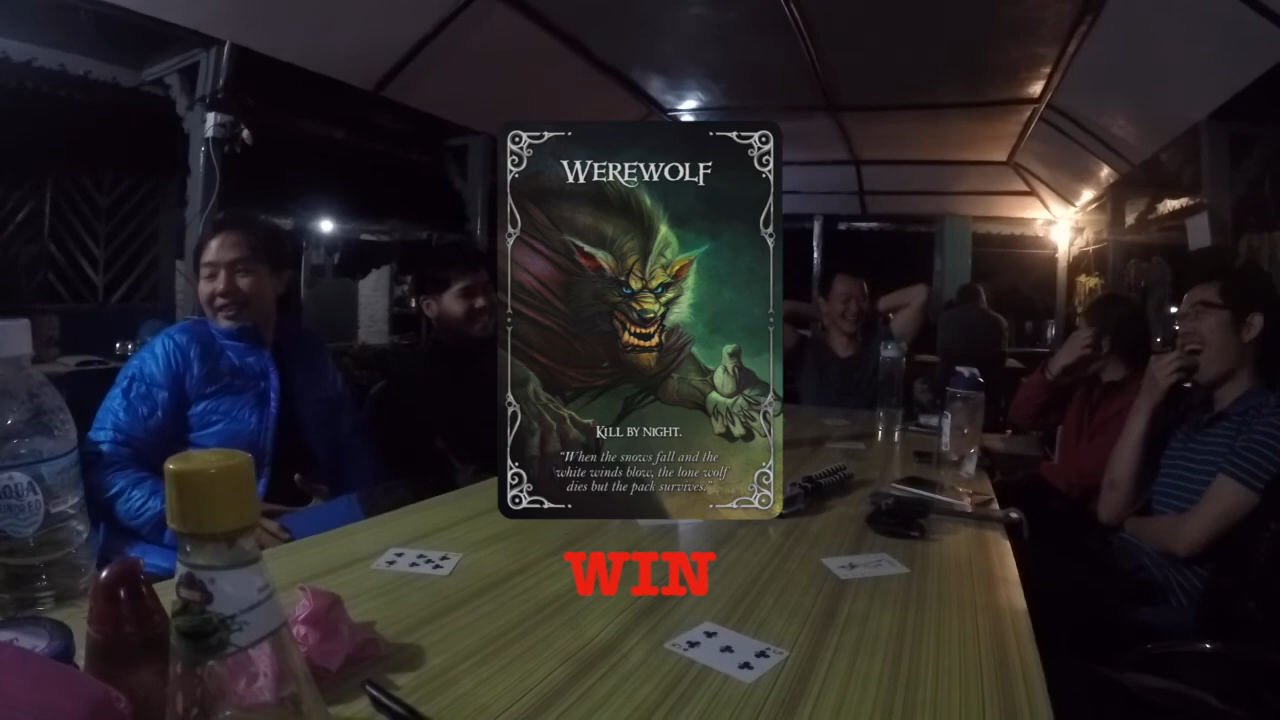 WEREWOLF
KILL BY NIGHT.
"When the snows fall and the
white winds blow, the lone wolf
dies but the pack survives."
WIN